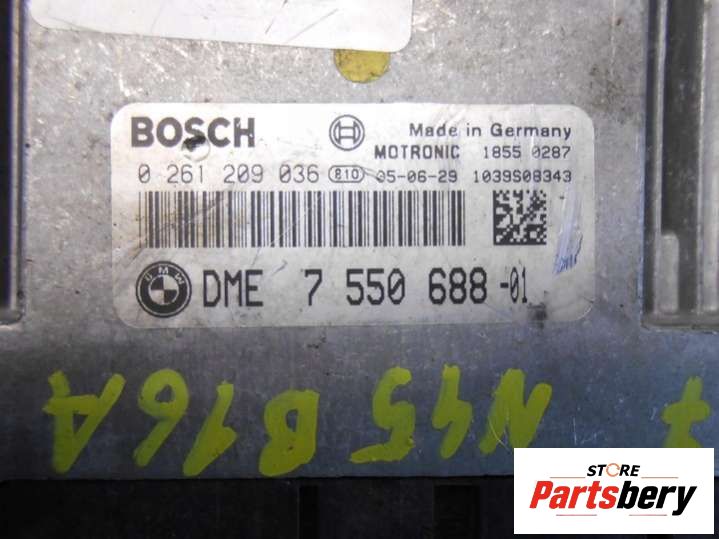 BOSCH
Made in Germany
MOTRONIC 1855 0287
0 261 209 036 810 05-06-29 1039S08343
BMW
DME 7 550 688-01
N45 B16A
STORE
Partsbery